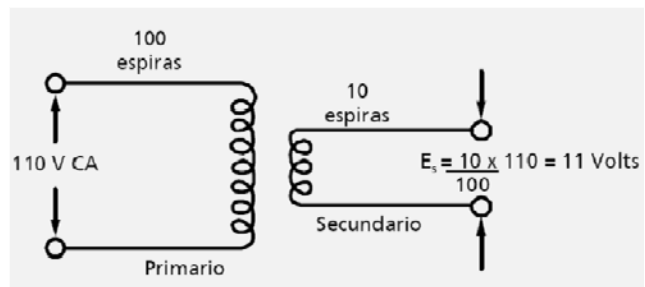 100
espiras
10
espiras
110 V CA
Es = 10 x 110 = 11 Volts
100
Secundario
Primario